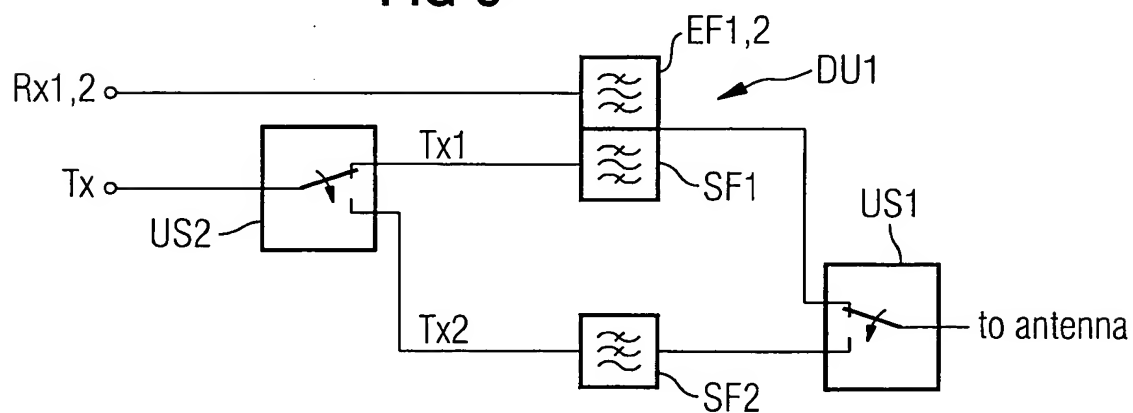 EF1,2
DU1
Rx1,2
Tx
Tx1
US2
SF1
US1
Tx2
to antenna
SF2